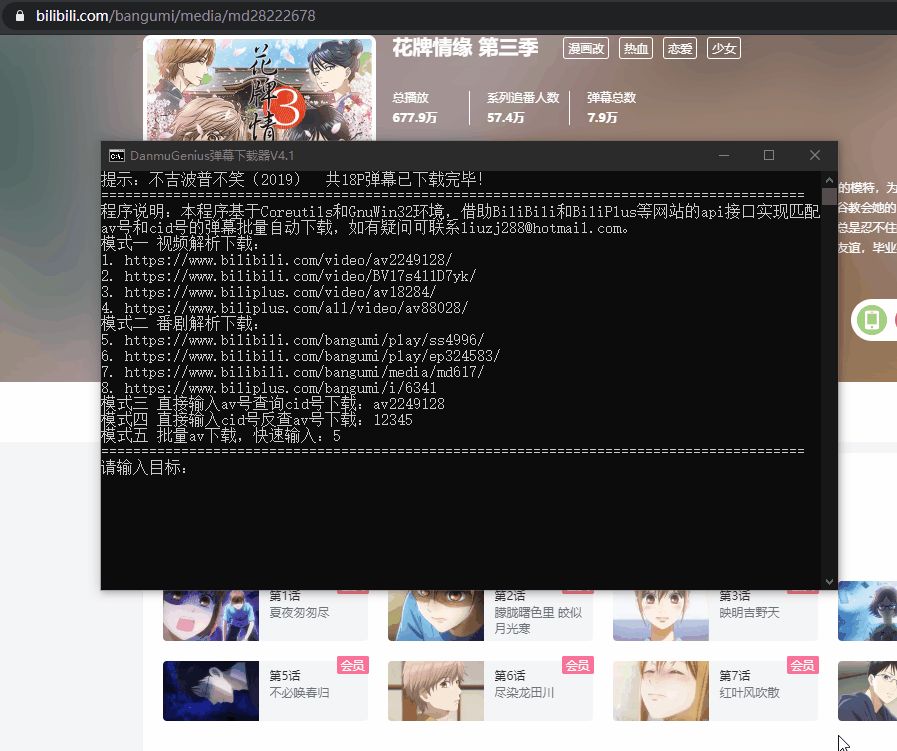 bilibili.com/bangumi/media/md28222678
花牌情缘 第三季 漫画改 热血 恋爱 少女
花牌情
3
总播放 系列追番人数 弹幕总数
677.9万 57.4万 7.9万
DanmuGenius弹幕下载器V4.1
提示：不吉波普不笑（2019） 共18P弹幕已下载完毕！
========================================================================================
程序说明：本程序基于Coreutils和GnuWin32环境，借助BiliBili和BiliPlus等网站的api接口实现匹配
av号和cid号的弹幕批量自动下载，如有疑问可联系liuzj288@hotmail.com。
模式一 视频解析下载：
1. https://www.bilibili.com/video/av2249128/
2. https://www.bilibili.com/video/BV17s411D7yk/
3. https://www.biliplus.com/video/av18284/
4. https://www.biliplus.com/all/video/av88028/
模式二 番剧解析下载：
5. https://www.bilibili.com/bangumi/play/ss4996/
6. https://www.bilibili.com/bangumi/play/ep324583/
7. https://www.bilibili.com/bangumi/media/md617/
8. https://www.biliplus.com/bangumi/i/6341
模式三 直接输入av号查询cid号下载：av2249128
模式四 直接输入cid号反查av号下载：12345
模式五 批量av下载，快速输入：5
========================================================================================
请输入目标：
的模特，为
谷教会她的
总是忍不住
友谊，毕业
第1话
夏夜匆匆尽
第2话
朦胧曙色里 皎似
月光寒
第3话
映明吉野天
第5话 会员
不必唤春归
第6话 会员
尽染龙田川
第7话 会员
红叶风吹散